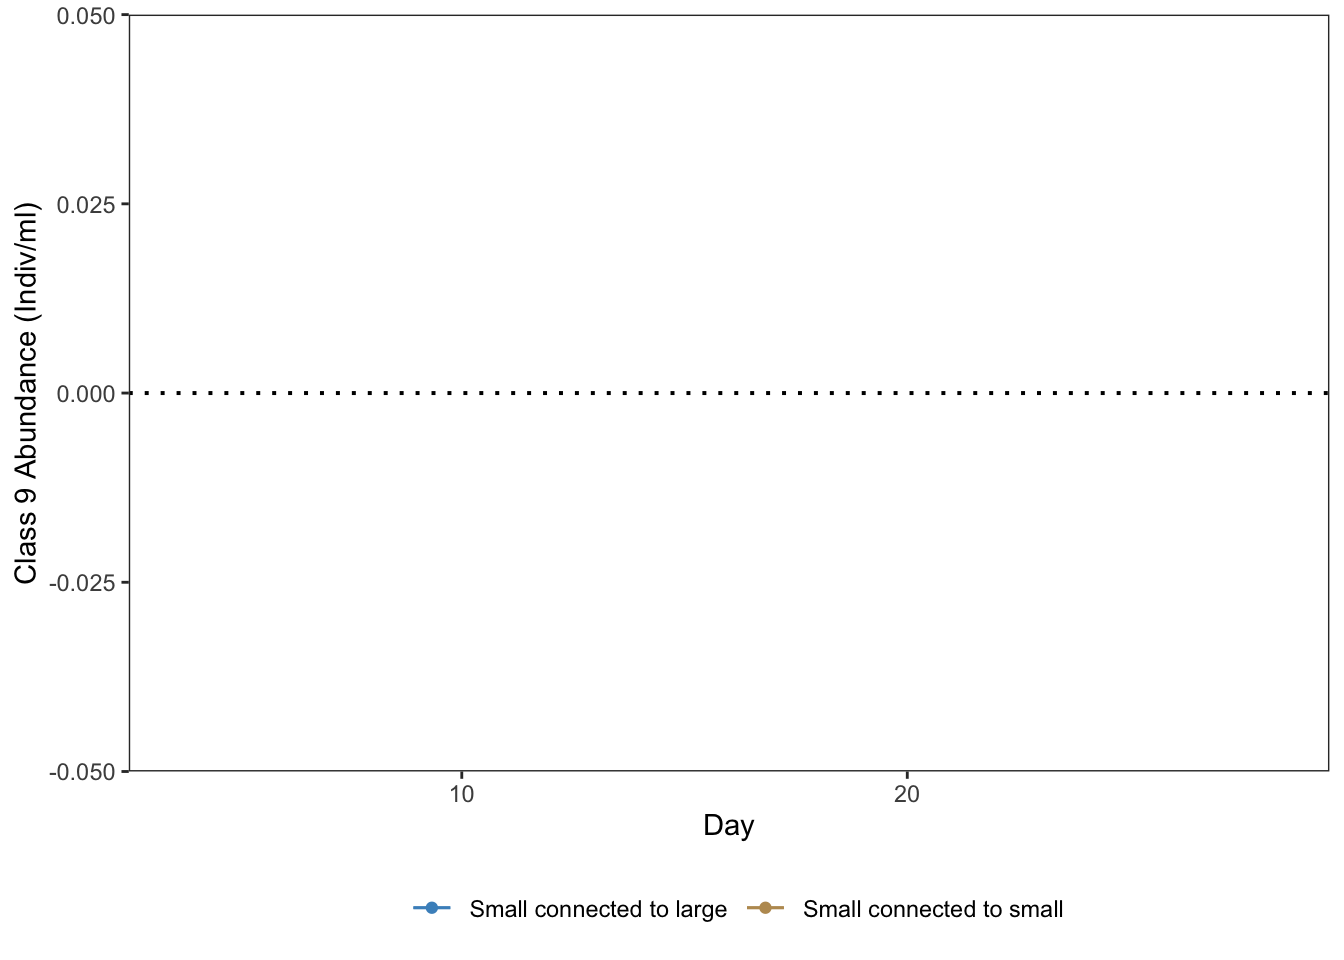 0.050
0.025
0.000
-0.025
-0.050
Class 9 Abundance (Indiv/ml)
10 20
Day
Small connected to large Small connected to small